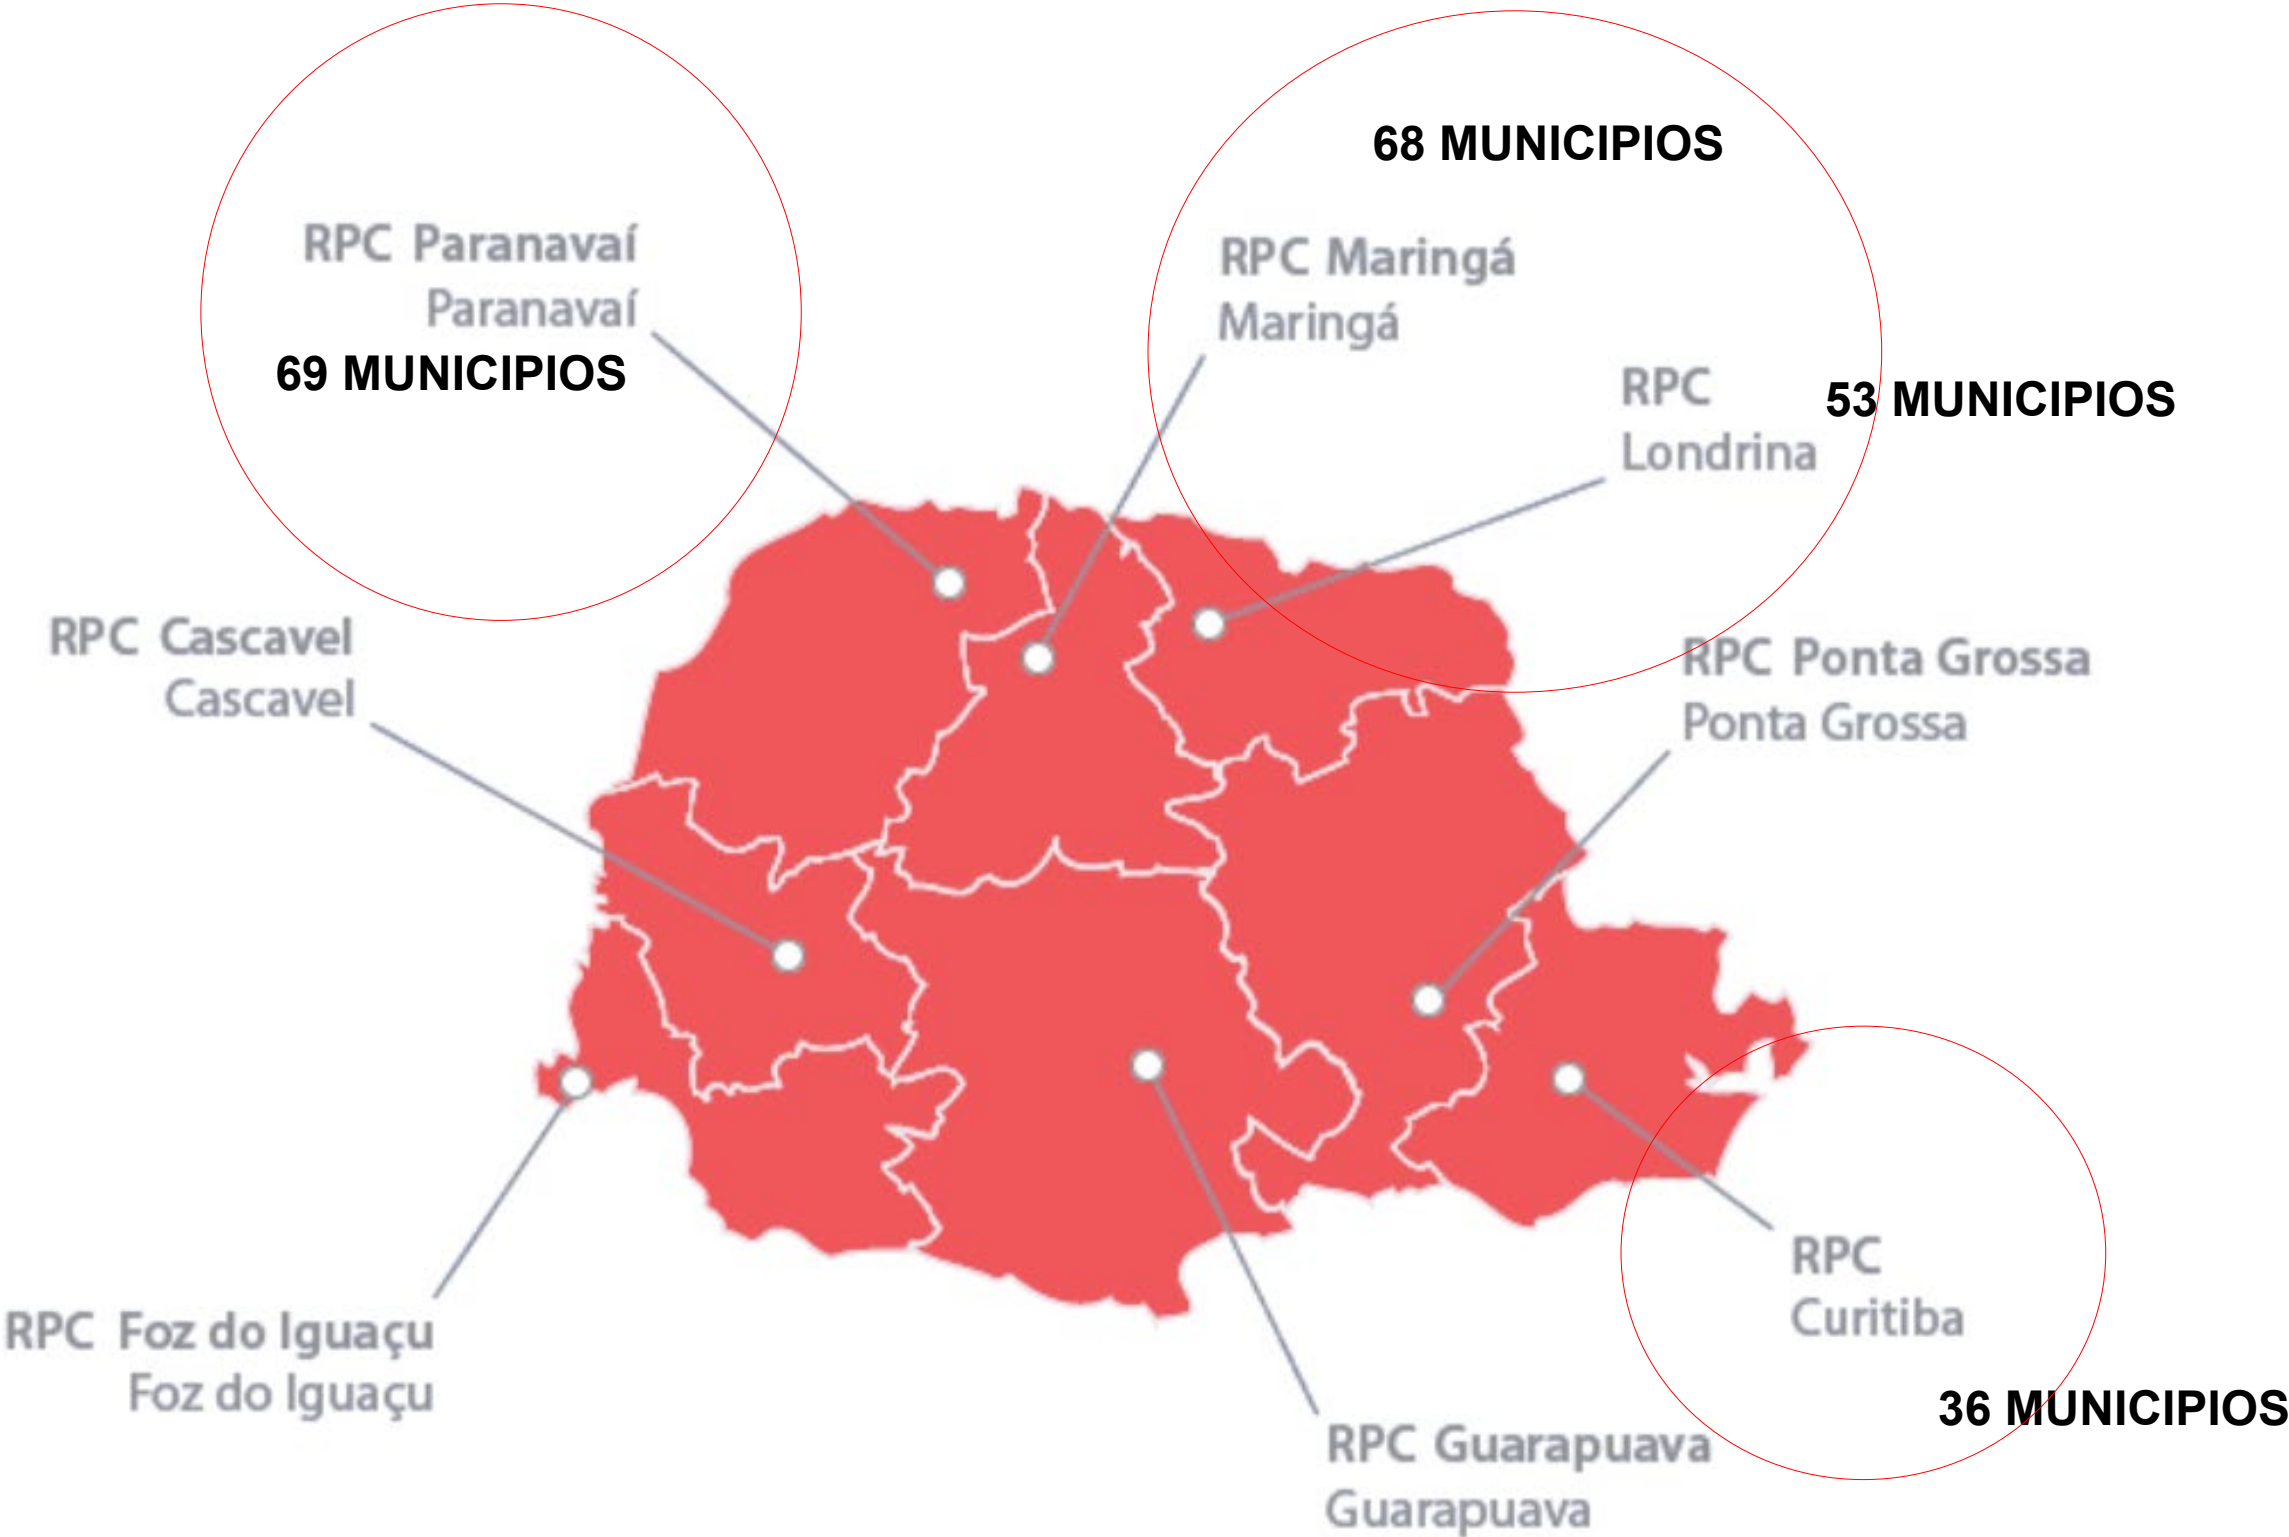 68 MUNICIPIOS
RPC Paranavaí
Paranavaí
69 MUNICIPIOS
RPC Maringá
Maringá
RPC
Londrina
53 MUNICIPIOS
RPC Cascavel
Cascavel
RPC Ponta Grossa
Ponta Grossa
RPC Foz do Iguaçu
Foz do Iguaçu
RPC
Curitiba
36 MUNICIPIOS
RPC Guarapuava
Guarapuava